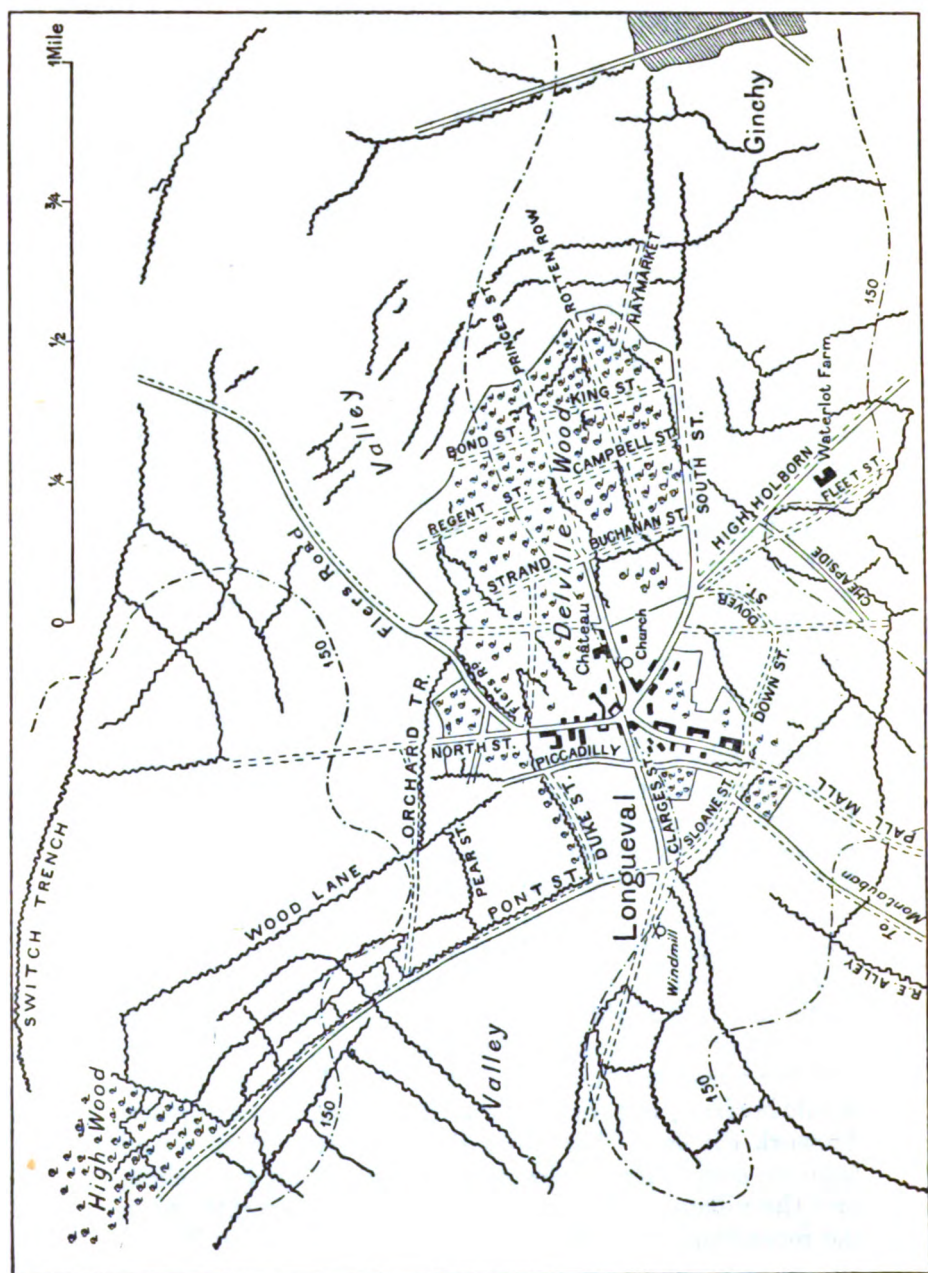 0
¼
½
¾
1 Mile
SWITCH TRENCH
High Wood
WOOD LANE
Valley
150
150
Flers Road
Valley
ORCHARD TR.
PEAR ST.
PONT ST.
DUKE ST.
NORTH ST.
Flers Rd
PICCADILLY
BOND ST.
PRINCES ST.
REGENT ST.
STRAND
ROTTEN ROW
Delville Wood
KING ST.
CAMPBELL ST.
BUCHANAN ST.
HAYMARKET
SOUTH ST.
Ginchy
Château
Church
Longueval
CLARGES S
SLOANE ST.
Windmill
DOWN ST.
DOVER ST.
HIGH HOLBORN
Waterlot Farm
FLEET ST.
CHEAPSIDE
PALL MALL
To Montauban
R.E ALLEY
150
150